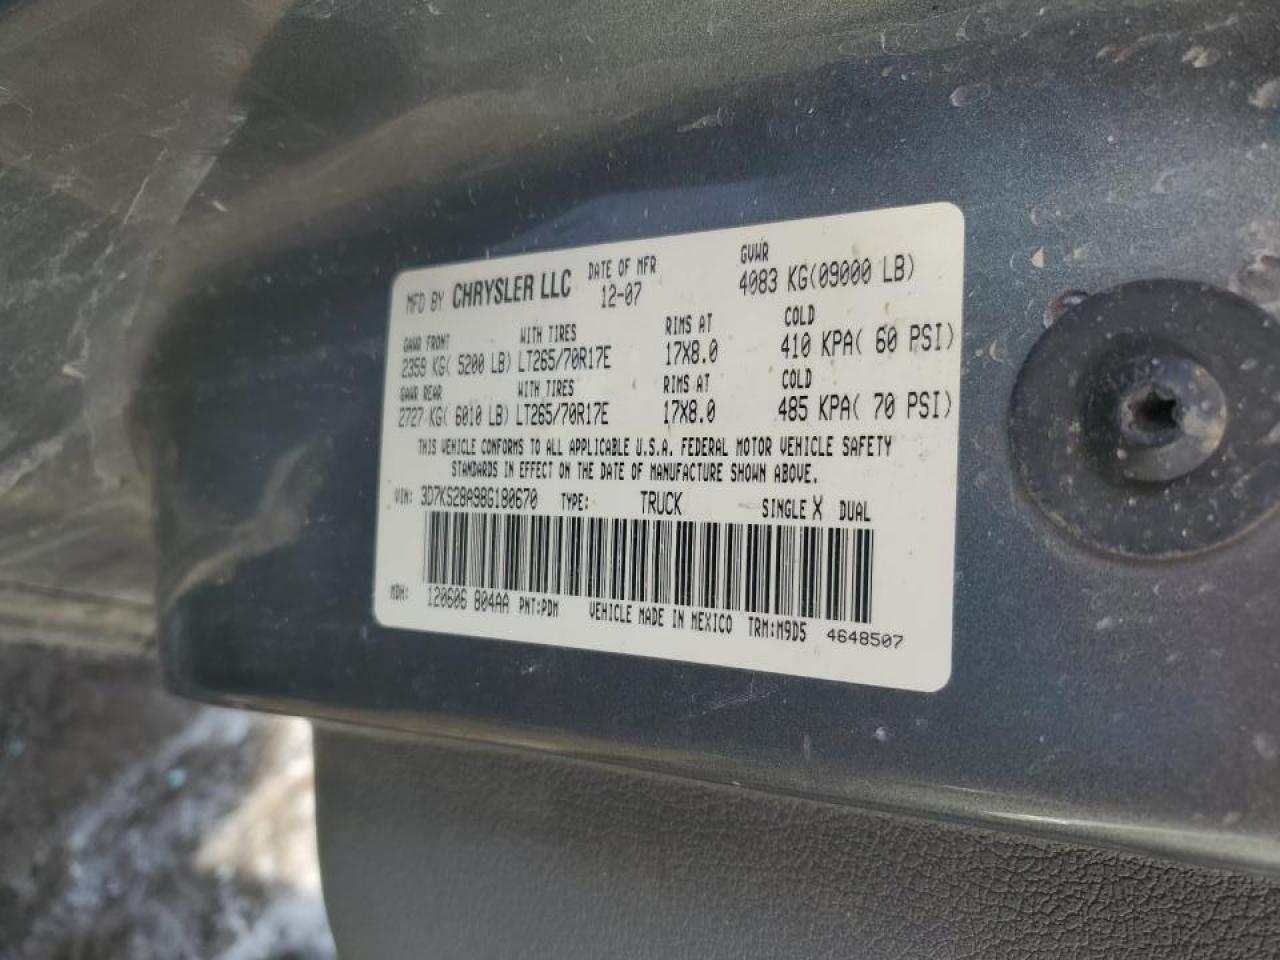 MFD BY CHRYSLER LLC DATE OF MFR 12-07 GVWR 4083 KG(09000 LB)
GAWR FRONT WITH TIRES RIMS AT COLD
2359 KG( 5200 LB) LT265/70R17E 17X8.0 410 KPA( 60 PSI)
GAWR REAR WITH TIRES RIMS AT COLD
2727 KG( 6010 LB) LT265/70R17E 17X8.0 485 KPA( 70 PSI)
THIS VEHICLE CONFORMS TO ALL APPLICABLE U.S.A. FEDERAL MOTOR VEHICLE SAFETY
STANDARDS IN EFFECT ON THE DATE OF MANUFACTURE SHOWN ABOVE.
VIN: 3D7KS28A98G180670 TYPE: TRUCK SINGLE X DUAL
MDH: 120606 804AA PNT:PDM VEHICLE MADE IN MEXICO TRM:M9D5 4648507